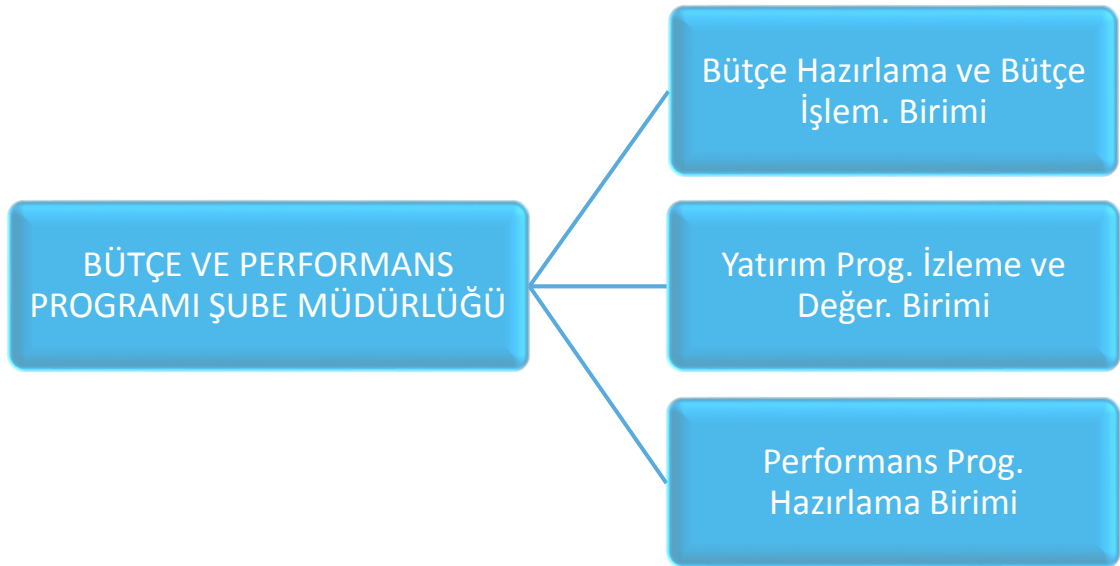 BÜTÇE VE PERFORMANS
PROGRAMI ŞUBE MÜDÜRLÜĞÜ
Bütçe Hazırlama ve Bütçe
İşlem. Birimi
Yatırım Prog. İzleme ve
Değer. Birimi
Performans Prog.
Hazırlama Birimi